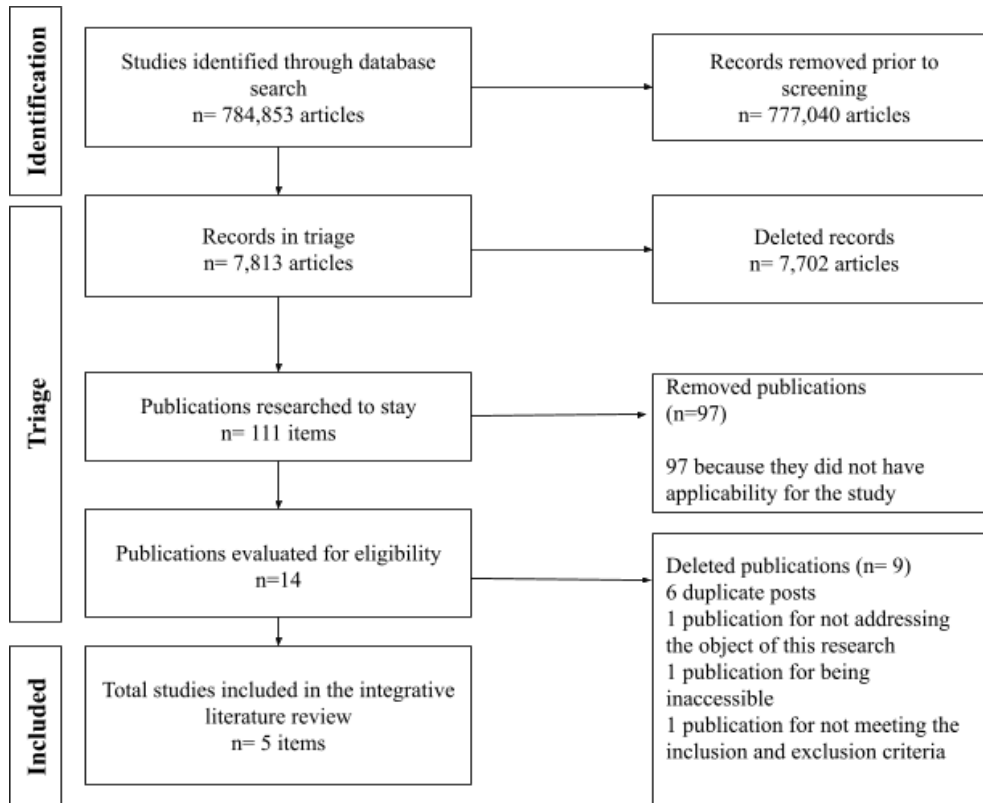 Identification
Studies identified through database
search
n= 784,853 articles
Records removed prior to
screening
n= 777,040 articles
Triage
Records in triage
n= 7,813 articles
Deleted records
n= 7,702 articles
Publications researched to stay
n= 111 items
Removed publications
(n=97)
97 because they did not have
applicability for the study
Publications evaluated for eligibility
n=14
Deleted publications (n= 9)
6 duplicate posts
1 publication for not addressing
the object of this research
1 publication for being
inaccessible
1 publication for not meeting the
inclusion and exclusion criteria
Included
Total studies included in the integrative
literature review
n= 5 items